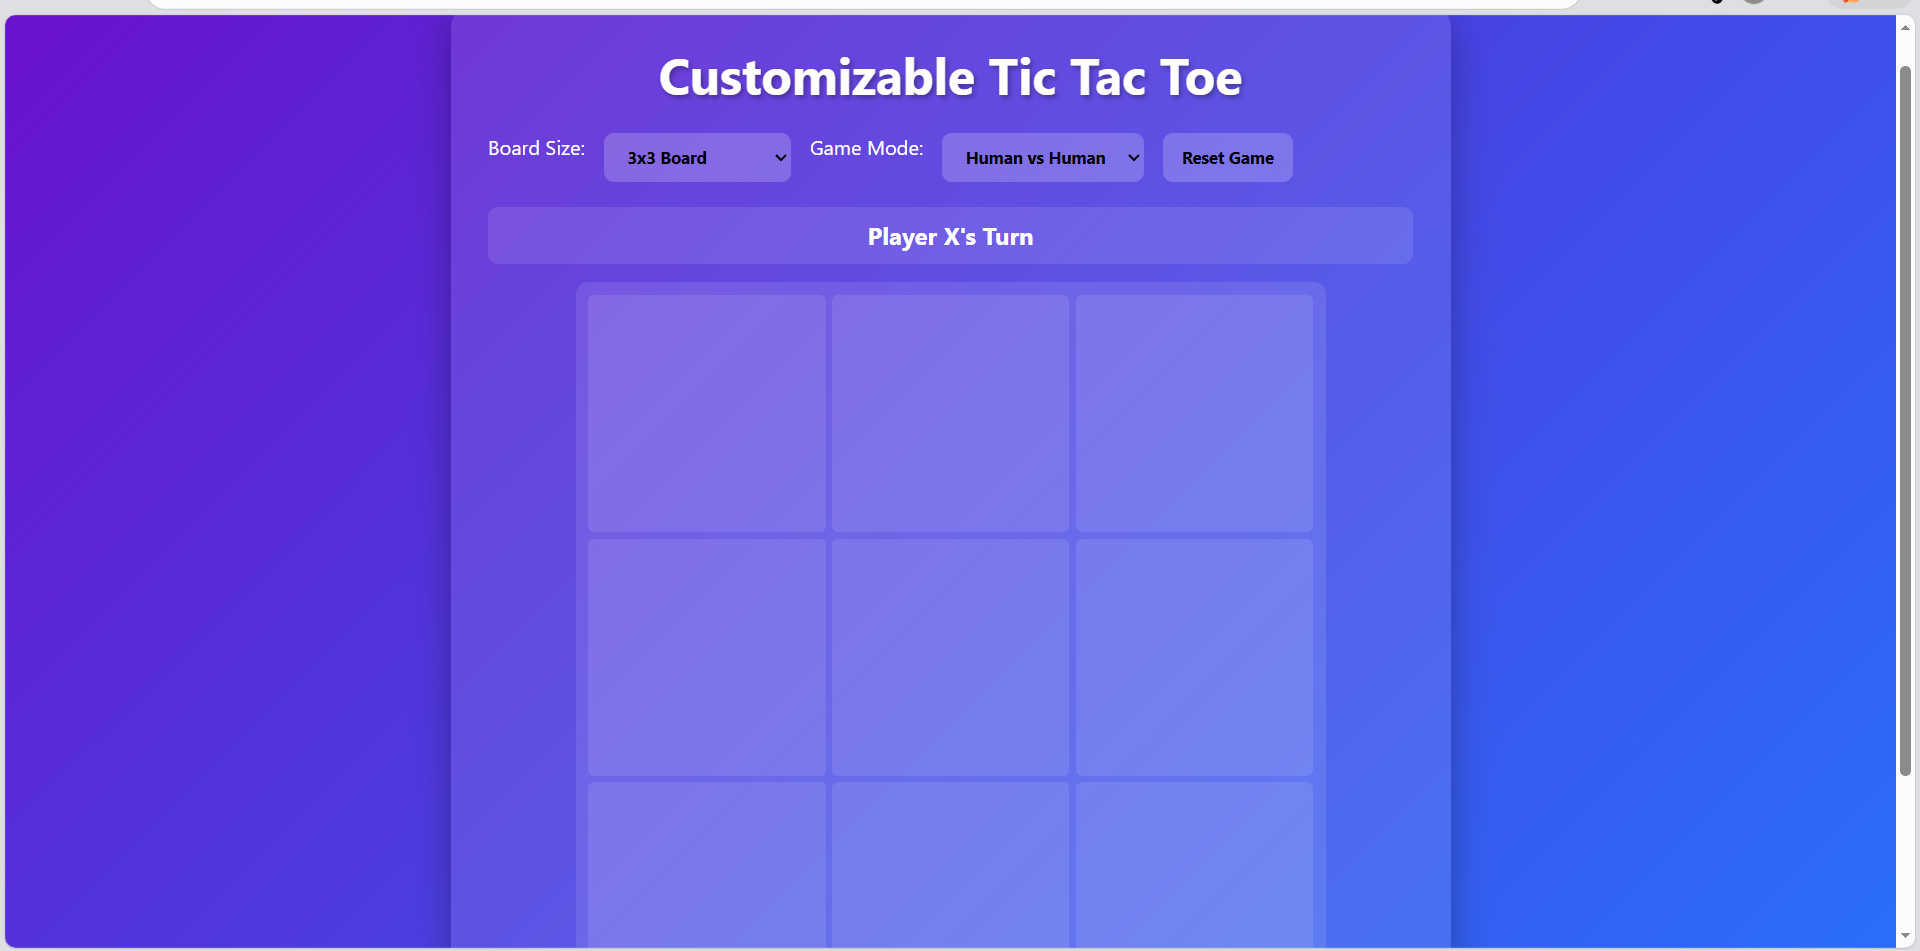 Customizable Tic Tac Toe
Board Size: 3x3 Board Game Mode: Human vs Human Reset Game
Player X's Turn